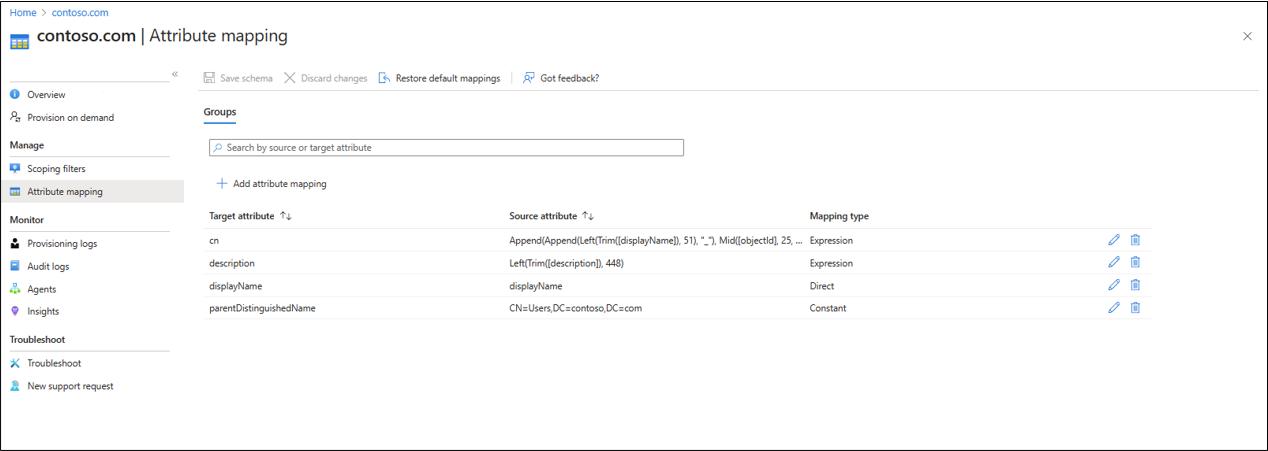 Home > contoso.com
contoso.com | Attribute mapping
«
Save schema Discard changes Restore default mappings Got feedback?
Overview
Provision on demand
Manage
Scoping filters
Attribute mapping
Monitor
Provisioning logs
Audit logs
Agents
Insights
Troubleshoot
Troubleshoot
New support request
Groups
Search by source or target attribute
Add attribute mapping
Target attribute Source attribute Mapping type
cn Append(Append(Left(Trim([displayName]), 51), "_"), Mid([objectId], 25, ... Expression
description Left(Trim([description]), 448) Expression
displayName displayName Direct
parentDistinguishedName CN=Users,DC=contoso,DC=com Constant